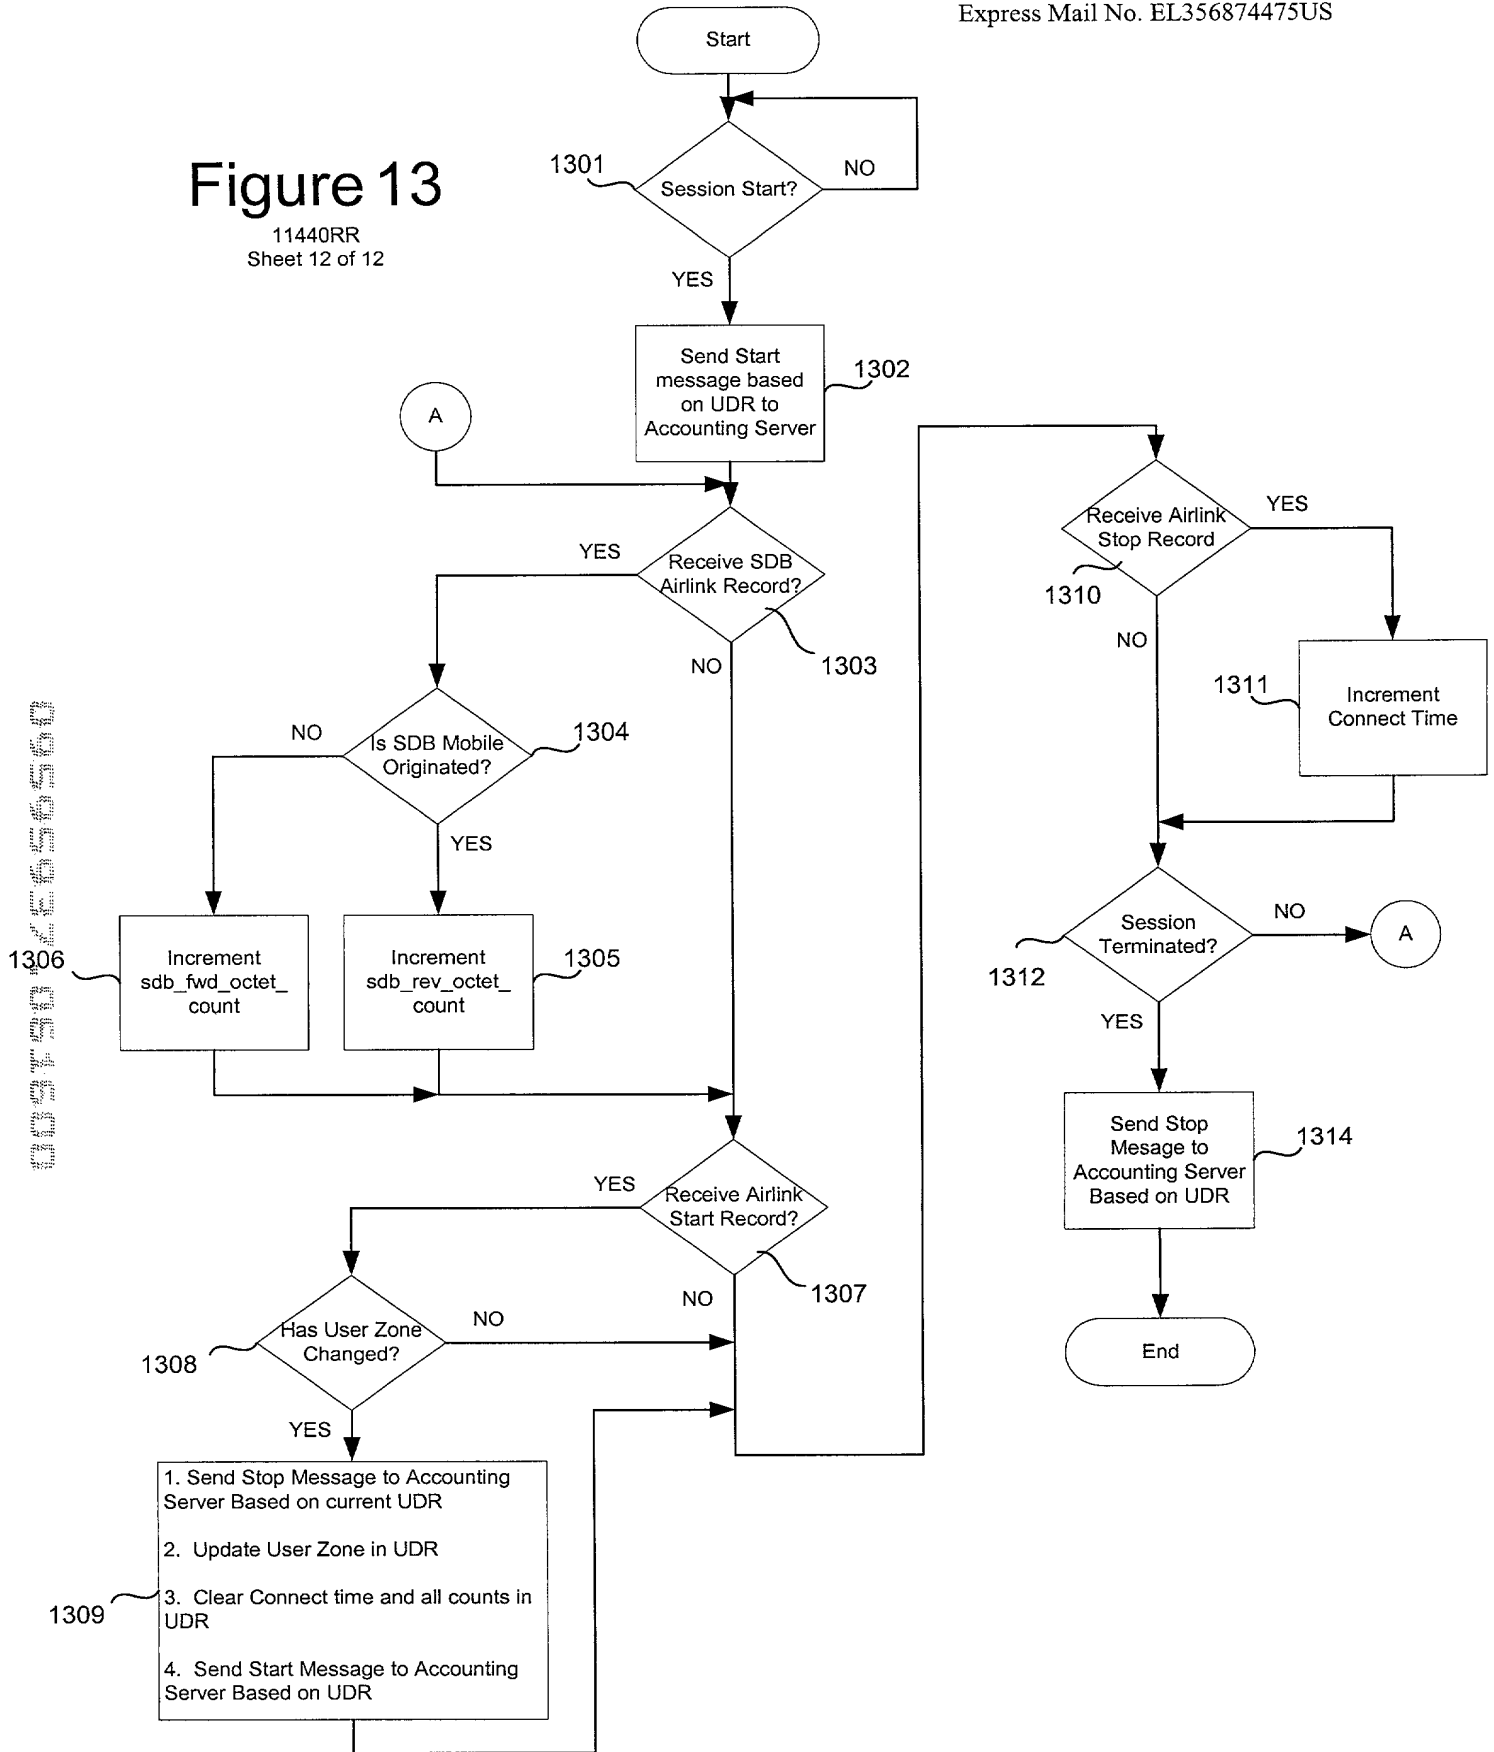 Express Mail No. EL356874475US
Start
Figure 13
11440RR
Sheet 12 of 12
1301
Session Start?
NO
YES
Send Start
message based
on UDR to
Accounting Server
1302
A
Receive SDB
Airlink Record?
YES
1303
NO
Is SDB Mobile
Originated?
1304
NO
YES
1306
Increment
sdb_fwd_octet_
count
Increment
sdb_rev_octet_
count
1305
Receive Airlink
Start Record?
YES
1307
NO
Has User Zone
Changed?
NO
1308
YES
1. Send Stop Message to Accounting
Server Based on current UDR
2. Update User Zone in UDR
3. Clear Connect time and all counts in
UDR
4. Send Start Message to Accounting
Server Based on UDR
1309
Receive Airlink
Stop Record
YES
1310
NO
1311
Increment
Connect Time
Session
Terminated?
NO
A
1312
YES
Send Stop
Mesage to
Accounting Server
Based on UDR
1314
End